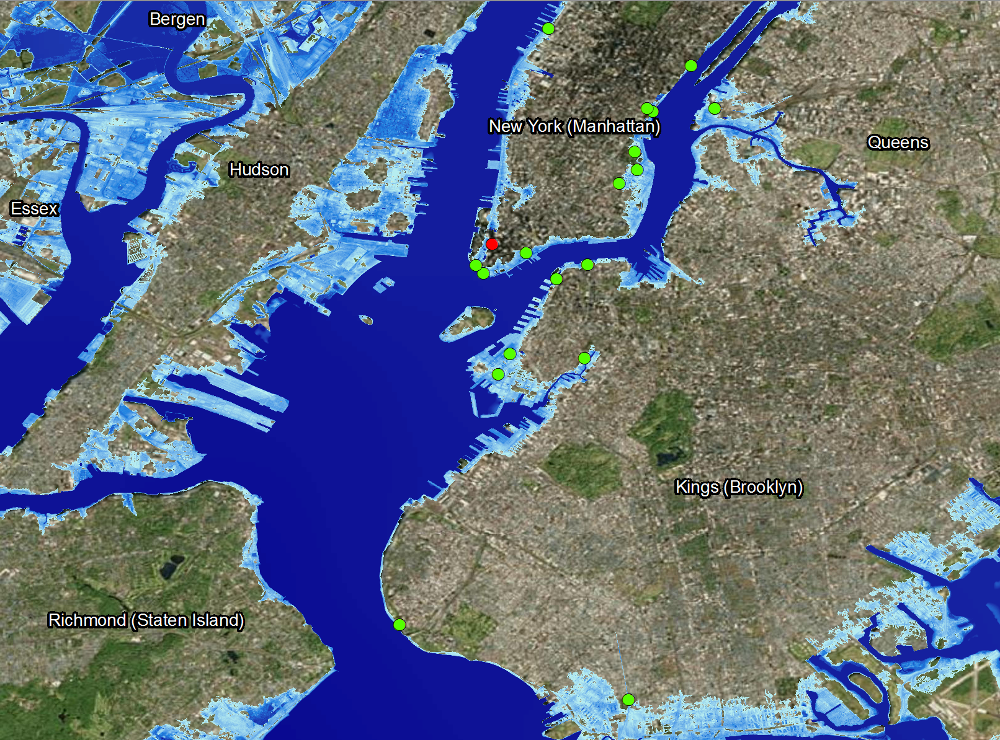 Bergen
New York (Manhattan)
Queens
Hudson
Essex
Kings (Brooklyn)
Richmond (Staten Island)